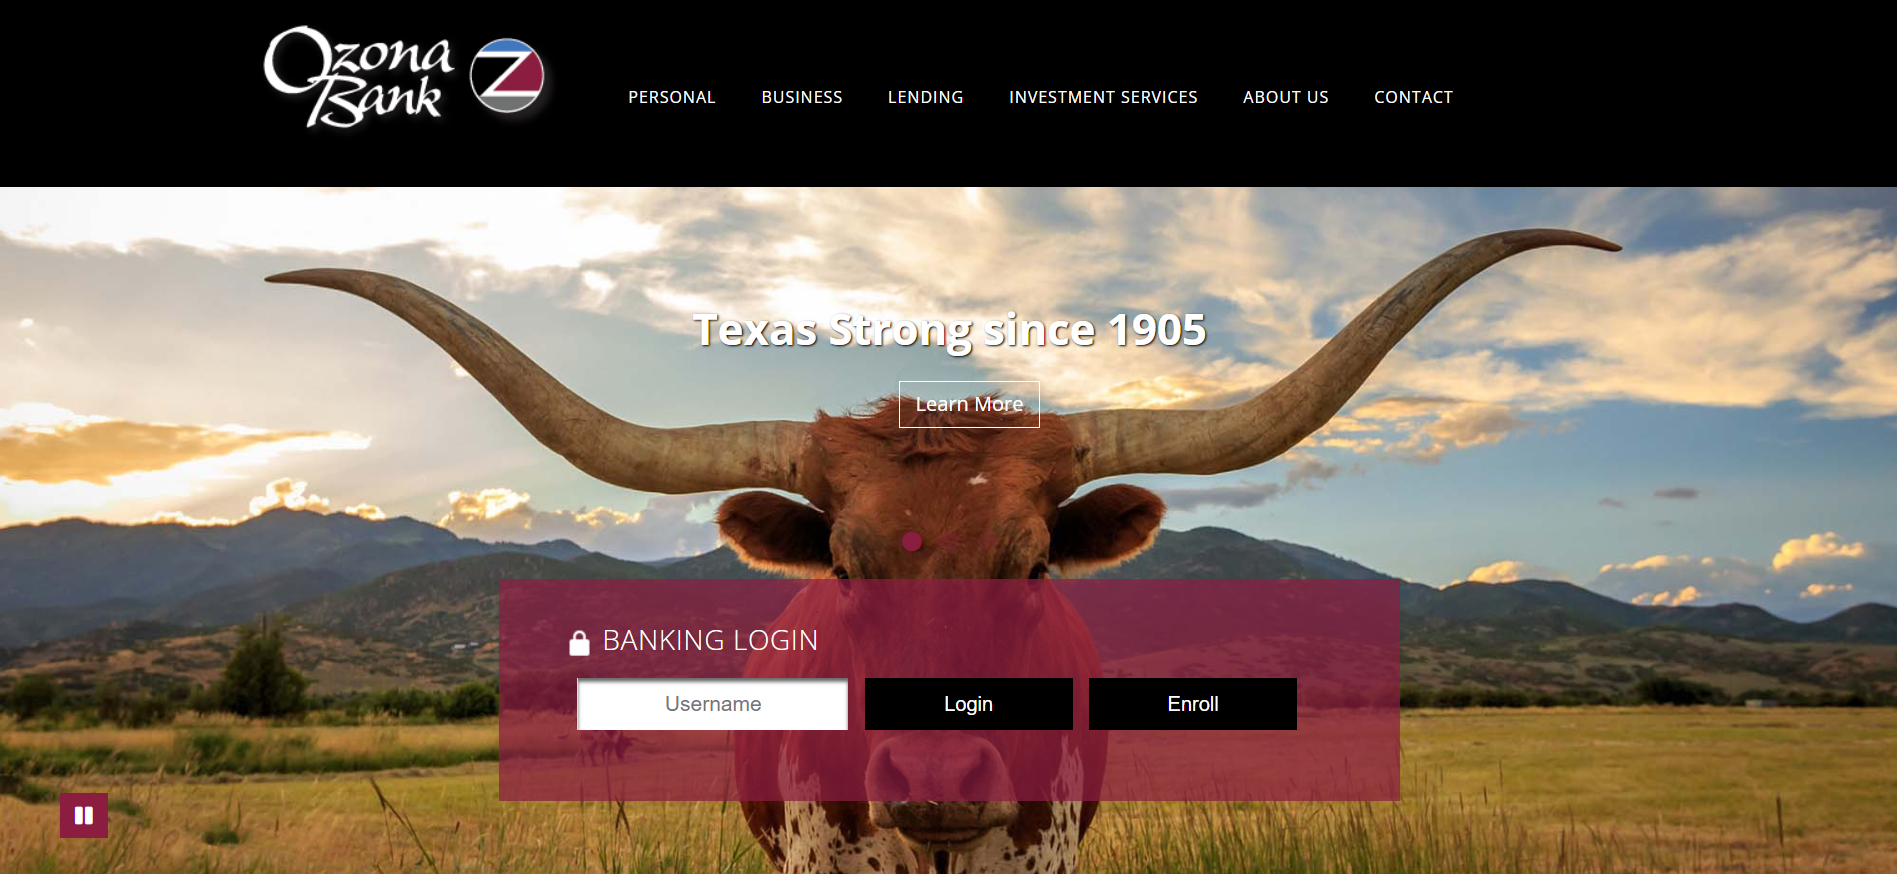 Ozona
Bank
Z
PERSONAL BUSINESS LENDING INVESTMENT SERVICES ABOUT US CONTACT
Texas Strong since 1905
Learn More
BANKING LOGIN
Username Login Enroll